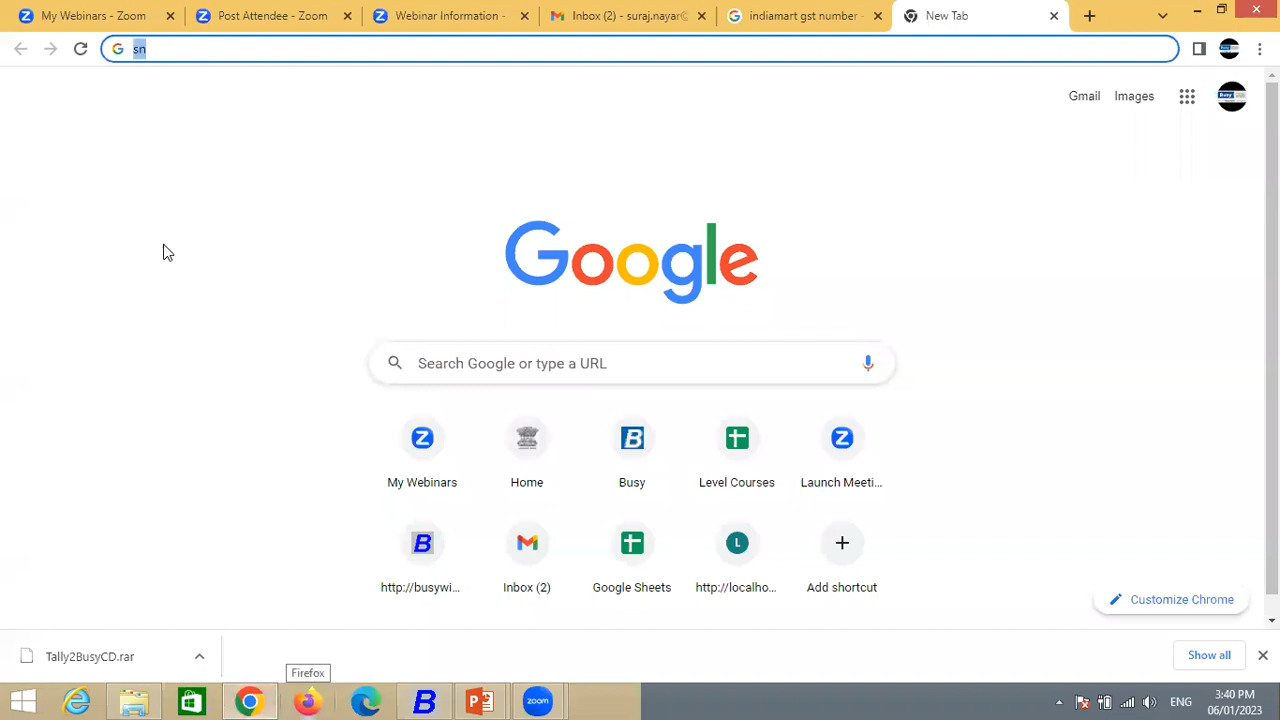 My Webinars - Zoom
Post Attendee - Zoom
Webinar Information -
Inbox (2) - suraj.nayar@
indiamart gst number -
New Tab
sn
Gmail
Images
Google
Search Google or type a URL
My Webinars
Home
Busy
Level Courses
Launch Meeti...
http://busywi...
Inbox (2)
Google Sheets
http://localho...
Add shortcut
Customize Chrome
Tally2BusyCD.rar
Show all
Firefox
zoom
ENG
3:40 PM
06/01/2023